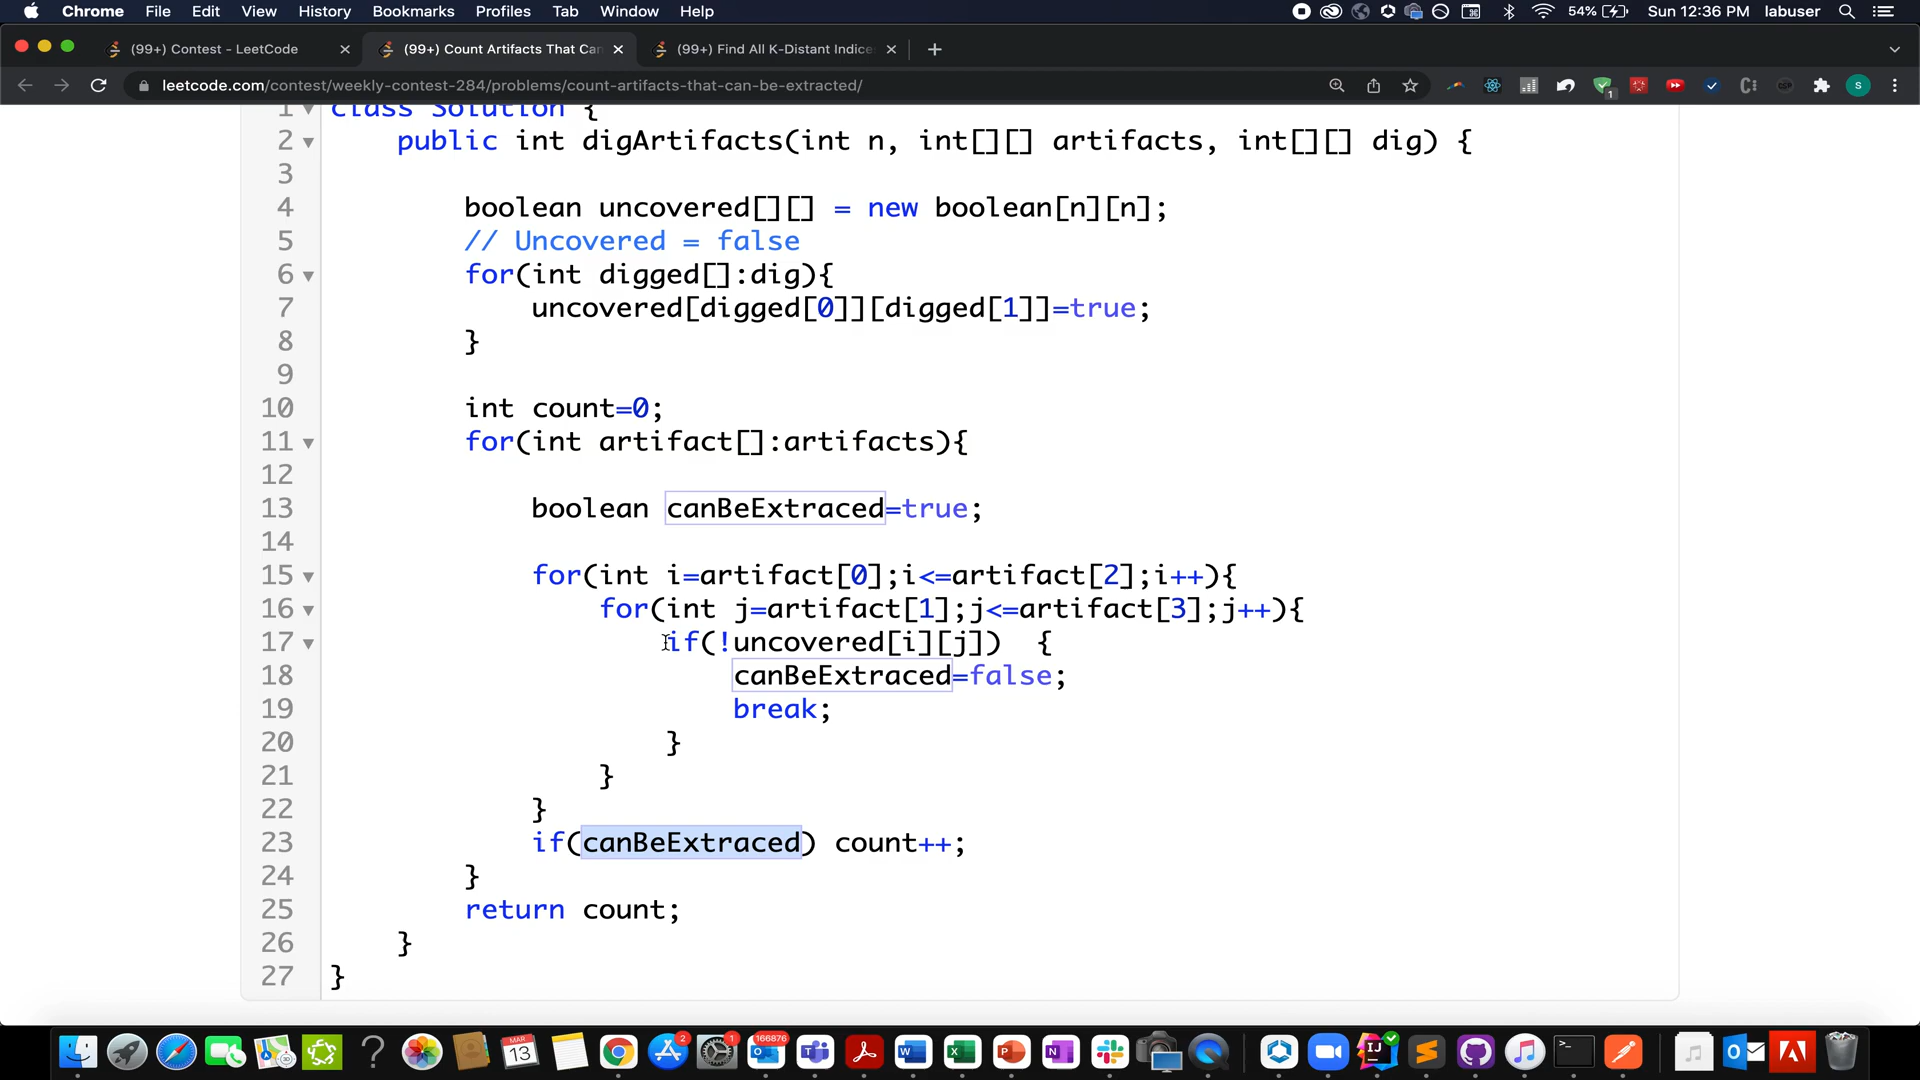 Chrome File Edit View History Bookmarks Profiles Tab Window Help 54% Sun 12:36 PM labuser
(99+) Contest - LeetCode (99+) Count Artifacts That Can (99+) Find All K-Distant Indice
leetcode.com/contest/weekly-contest-284/problems/count-artifacts-that-can-be-extracted/
1 class Solution {
2 public int digArtifacts(int n, int[][] artifacts, int[][] dig) {
3
4 boolean uncovered[][] = new boolean[n][n];
5 // Uncovered = false
6 for(int digged[]:dig){
7 uncovered[digged[0]][digged[1]]=true;
8 }
9
10 int count=0;
11 for(int artifact[]:artifacts){
12
13 boolean canBeExtraced=true;
14
15 for(int i=artifact[0];i<=artifact[2];i++){
16 for(int j=artifact[1];j<=artifact[3];j++){
17 if(!uncovered[i][j]) {
18 canBeExtraced=false;
19 break;
20 }
21 }
22 }
23 if(canBeExtraced) count++;
24 }
25 return count;
26 }
27 }